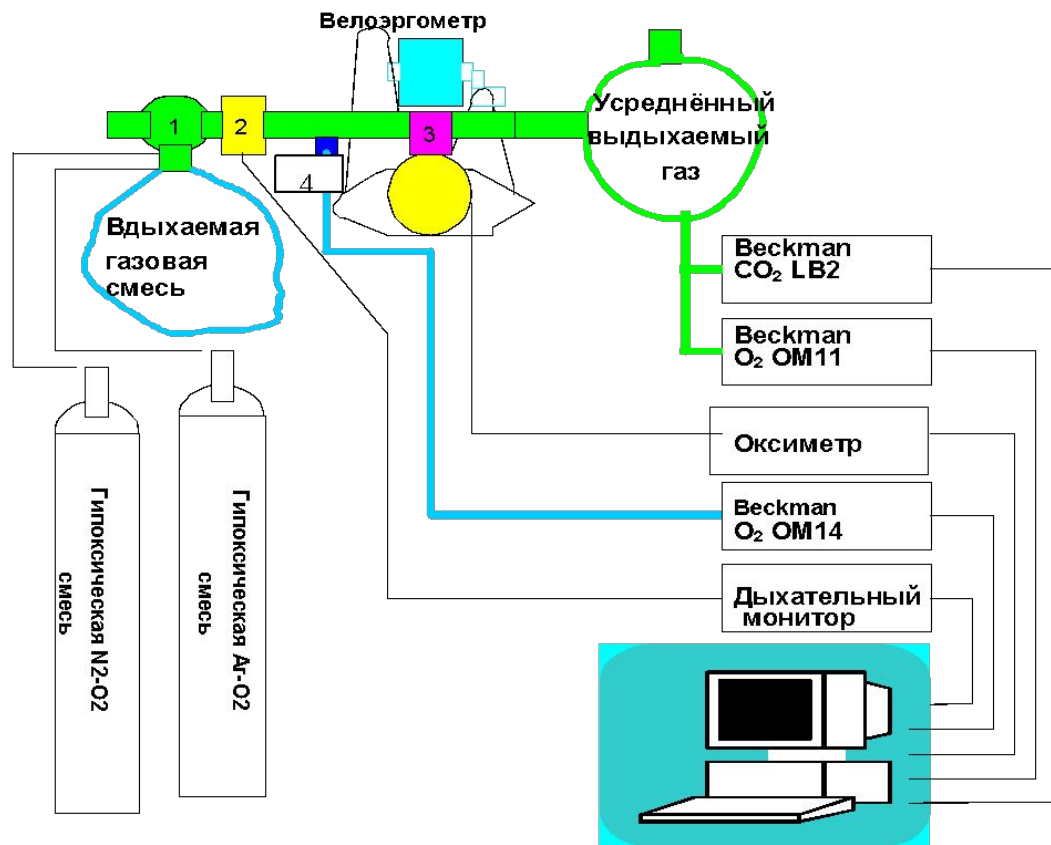 Велоэргометр
1
2
3
4
Усреднённый
выдыхаемый
газ
Вдыхаемая
газовая
смесь
Beckman
CO₂ LB2
Beckman
O₂ OM11
Оксиметр
Beckman
O₂ OM14
Дыхательный
монитор
Гипоксическая N2-O2
смесь
Гипоксическая Ar-O2
смесь